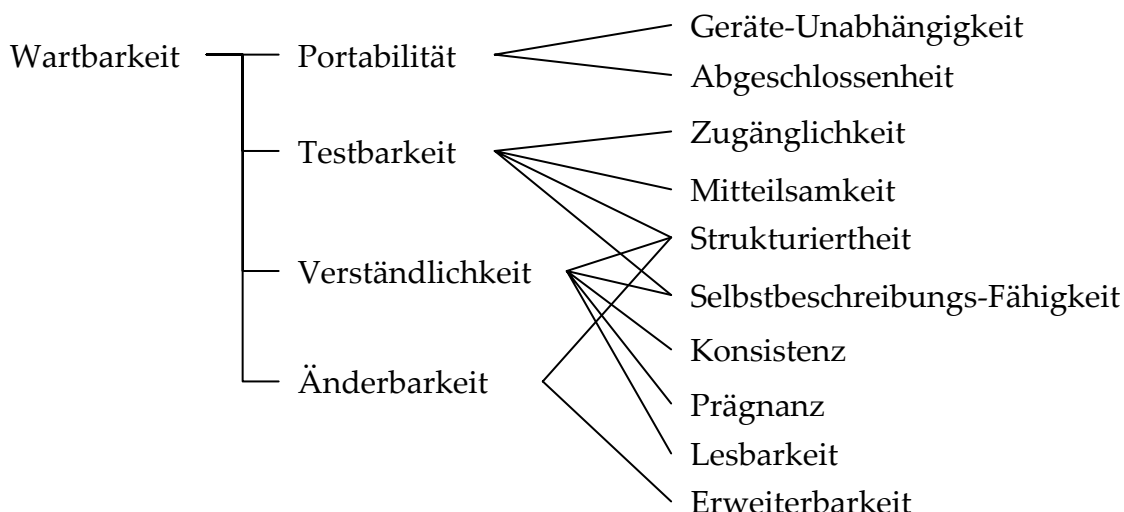 Wartbarkeit
Portabilität
Testbarkeit
Verständlichkeit
Änderbarkeit
Geräte-Unabhängigkeit
Abgeschlossenheit
Zugänglichkeit
Mitteilsamkeit
Strukturiertheit
Selbstbeschreibungs-Fähigkeit
Konsistenz
Prägnanz
Lesbarkeit
Erweiterbarkeit